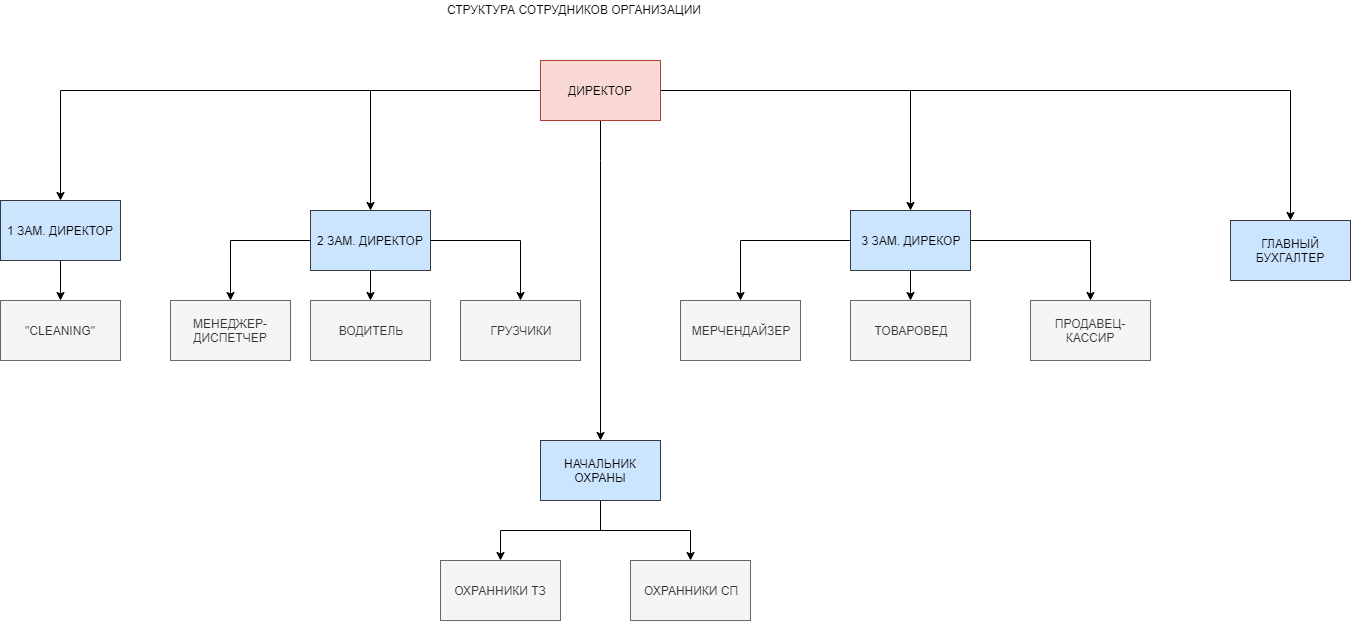 СТРУКТУРА СОТРУДНИКОВ ОРГАНИЗАЦИИ
ДИРЕКТОР
1 ЗАМ. ДИРЕКТОР
2 ЗАМ. ДИРЕКТОР
3 ЗАМ. ДИРЕКОР
ГЛАВНЫЙ
БУХГАЛТЕР
"CLEANING"
МЕНЕДЖЕР-
ДИСПЕТЧЕР
ВОДИТЕЛЬ
ГРУЗЧИКИ
МЕРЧЕНДАЙЗЕР
ТОВАРОВЕД
ПРОДАВЕЦ-
КАССИР
НАЧАЛЬНИК
ОХРАНЫ
ОХРАННИКИ ТЗ
ОХРАННИКИ СП